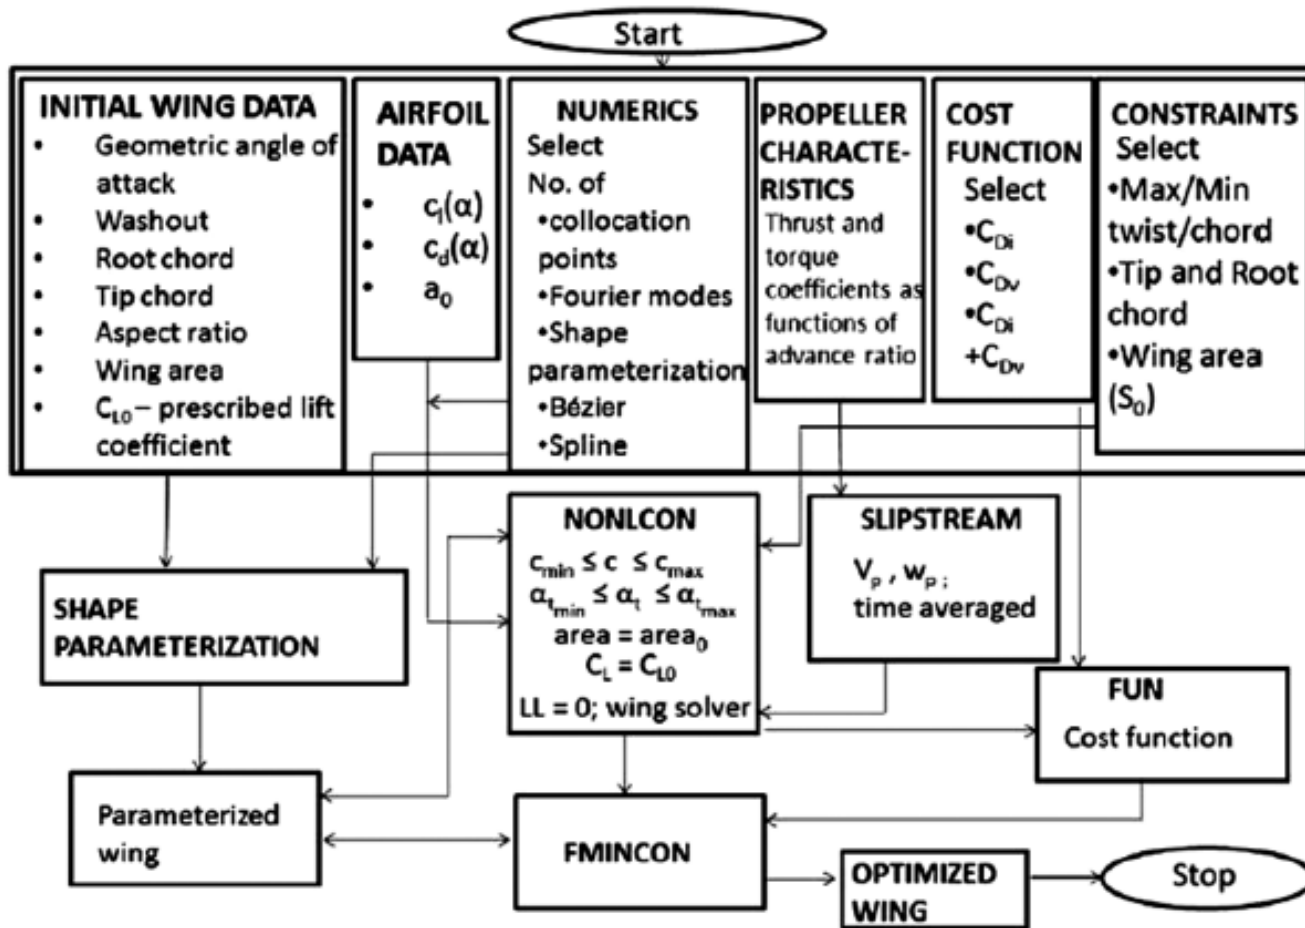 Start
INITIAL WING DATA
• Geometric angle of
attack
• Washout
• Root chord
• Tip chord
• Aspect ratio
• Wing area
• C_L0 – prescribed lift
coefficient
AIRFOIL
DATA
• c_l(α)
• c_d(α)
• a_0
NUMERICS
Select
No. of
•collocation
points
•Fourier modes
•Shape
parameterization
•Bézier
•Spline
PROPELLER
CHARACTE-
RISTICS
Thrust and
torque
coefficients as
functions of
advance ratio
COST
FUNCTION
Select
•C_Di
•C_Dv
•C_Di
+C_Dv
CONSTRAINTS
Select
•Max/Min
twist/chord
•Tip and Root
chord
•Wing area
(S_0)
NONLCON
c_min ≤ c ≤ c_max
α_t_min ≤ α_t ≤ α_t_max
area = area_0
C_L = C_L0
LL = 0; wing solver
SLIPSTREAM
V_p , w_p ;
time averaged
SHAPE
PARAMETERIZATION
FUN
Cost function
Parameterized
wing
FMINCON
OPTIMIZED
WING
Stop